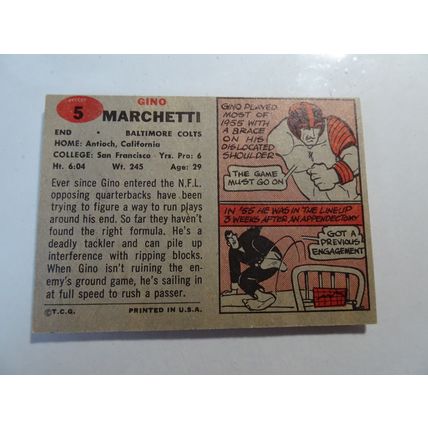 5
GINO
MARCHETTI
END • BALTIMORE COLTS
HOME: Antioch, California
COLLEGE: San Francisco - Yrs. Pro: 6
Ht. 6:04 Wt. 245 Age: 29
Ever since Gino entered the N.F.L.
opposing quarterbacks have been
trying to figure a way to run plays
around his end. So far they haven't
found the right formula. He's a
deadly tackler and can pile up
interference with ripping blocks.
When Gino isn't ruining the en-
emy's ground game, he's sailing in
at full speed to rush a passer.
©T.C.G. PRINTED IN U.S.A.
GINO PLAYED
MOST OF
1955 WITH
A BRACE
ON HIS
DISLOCATED
SHOULDER
THE GAME
MUST GO ON
IN '55 HE WAS IN THE LINEUP
3 WEEKS AFTER AN APPENDECTOMY
GOT A
PREVIOUS
ENGAGEMENT